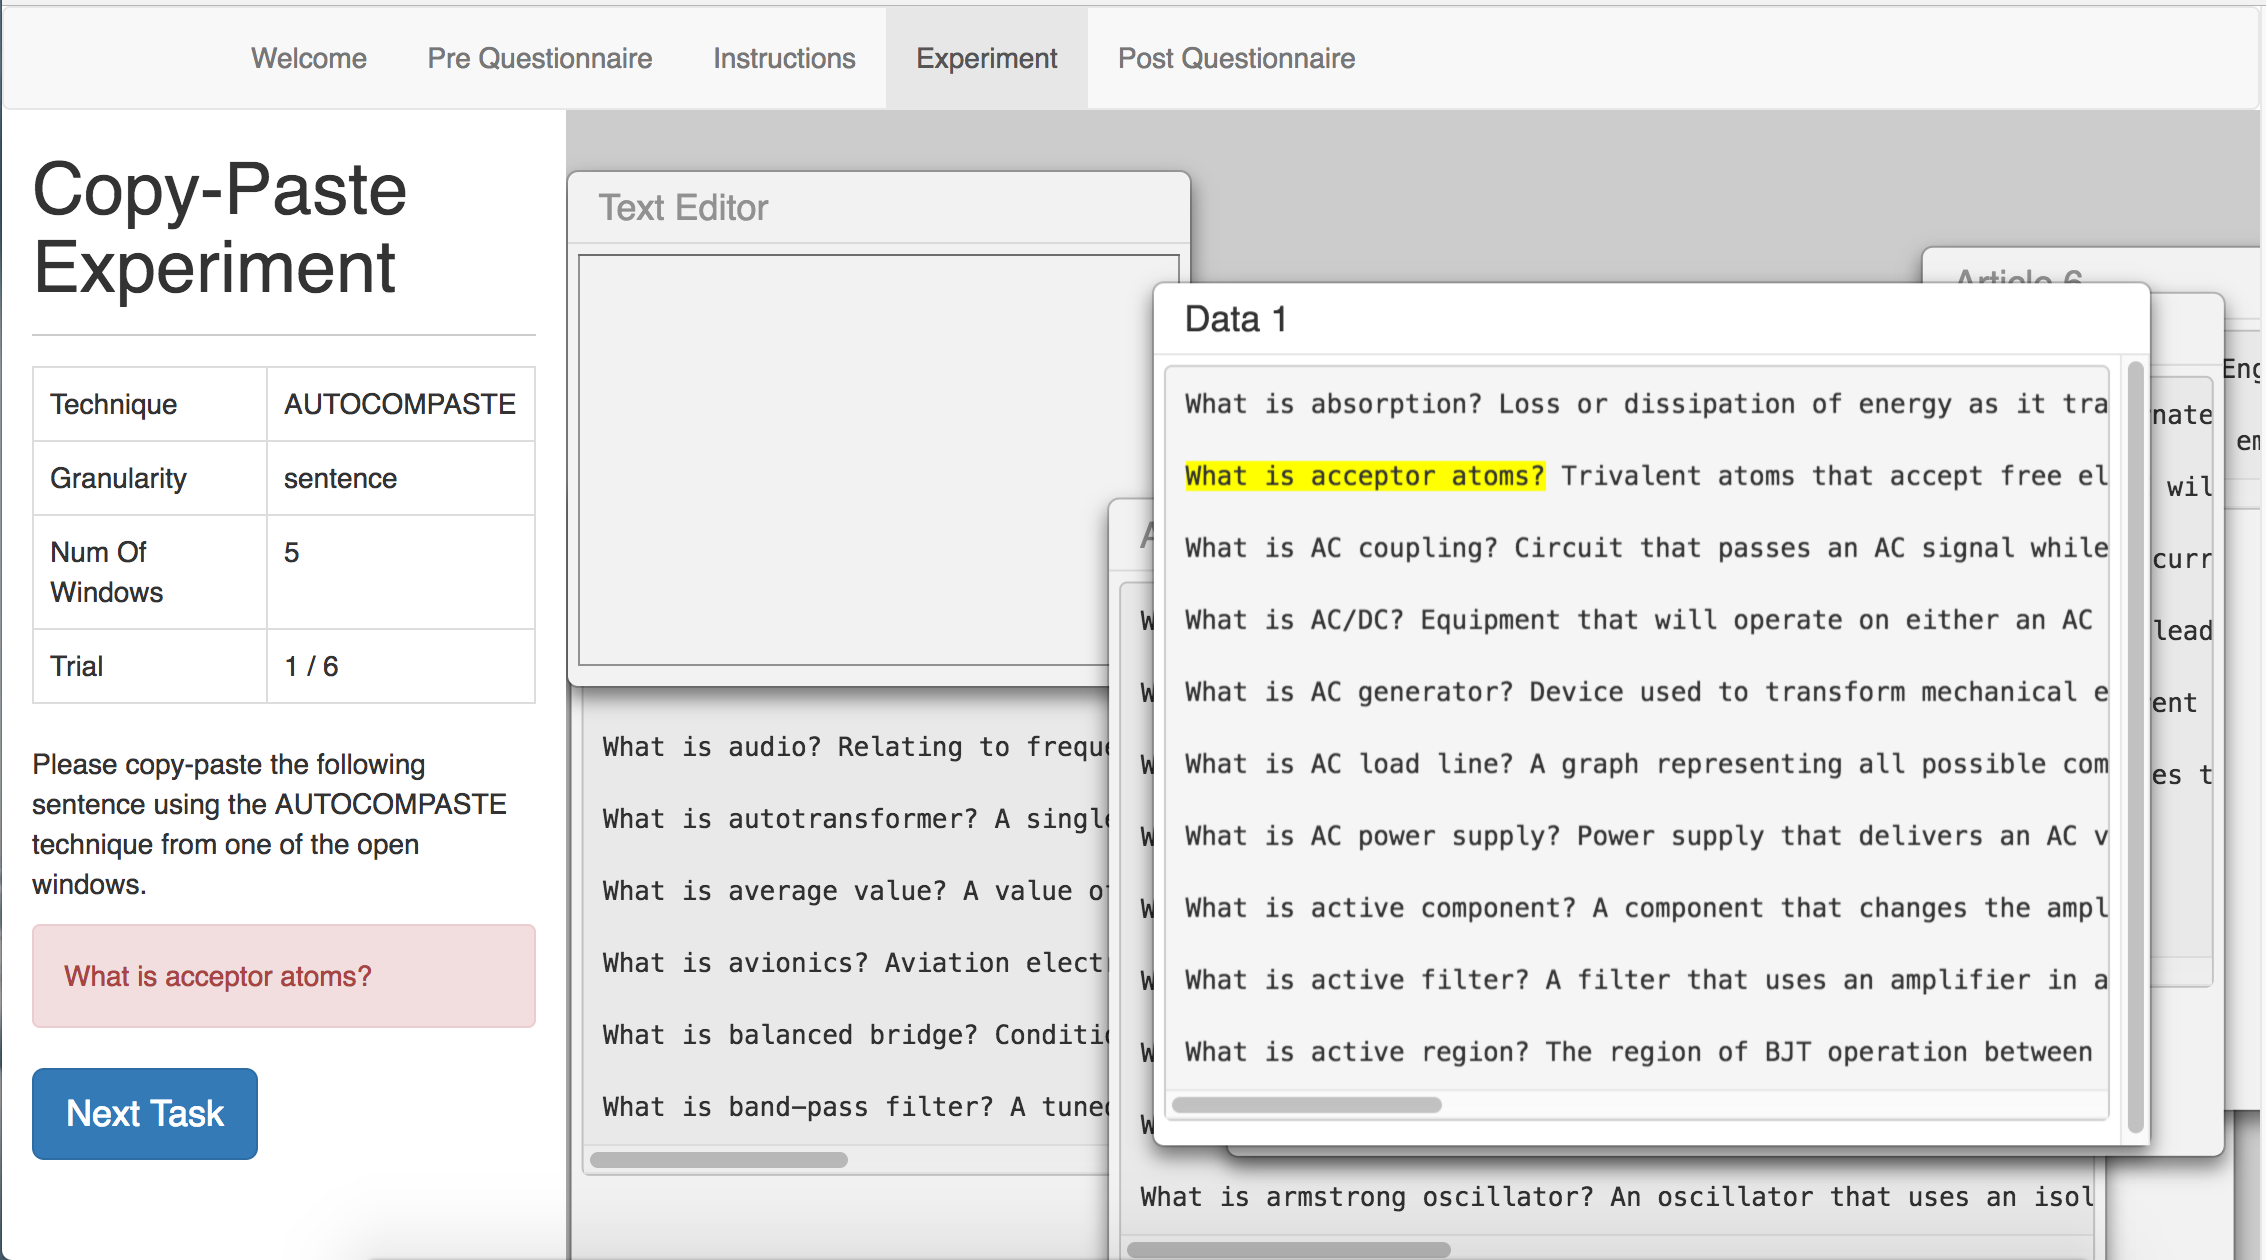 Welcome Pre Questionnaire Instructions Experiment Post Questionnaire
Copy-Paste
Experiment
Technique AUTOCOMPASTE
Granularity sentence
Num Of Windows 5
Trial 1 / 6
Please copy-paste the following
sentence using the AUTOCOMPASTE
technique from one of the open
windows.
What is acceptor atoms?
Next Task
Text Editor
What is audio? Relating to freque
What is autotransformer? A single
What is average value? A value of
What is avionics? Aviation electr
What is balanced bridge? Conditio
What is band-pass filter? A tuned
Data 1
What is absorption? Loss or dissipation of energy as it tra
What is acceptor atoms? Trivalent atoms that accept free el
What is AC coupling? Circuit that passes an AC signal while
What is AC/DC? Equipment that will operate on either an AC
What is AC generator? Device used to transform mechanical e
What is AC load line? A graph representing all possible com
What is AC power supply? Power supply that delivers an AC v
What is active component? A component that changes the ampl
What is active filter? A filter that uses an amplifier in a
What is active region? The region of BJT operation between
What is armstrong oscillator? An oscillator that uses an isol
Article 6
Eng
em
nate
wil
curr
lead
ent
es t